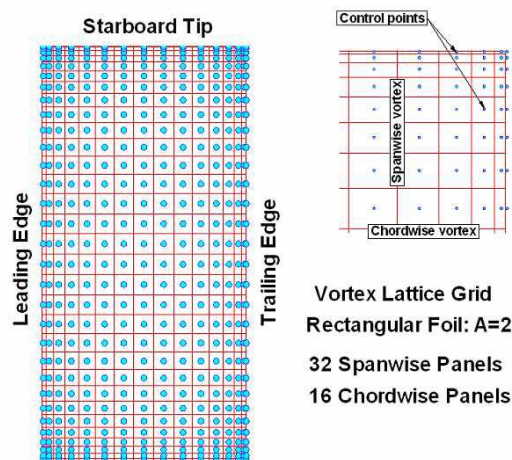 Starboard Tip
Leading Edge
Trailing Edge
Control points
Spanwise vortex
Chordwise vortex
Vortex Lattice Grid
Rectangular Foil: A=2
32 Spanwise Panels
16 Chordwise Panels